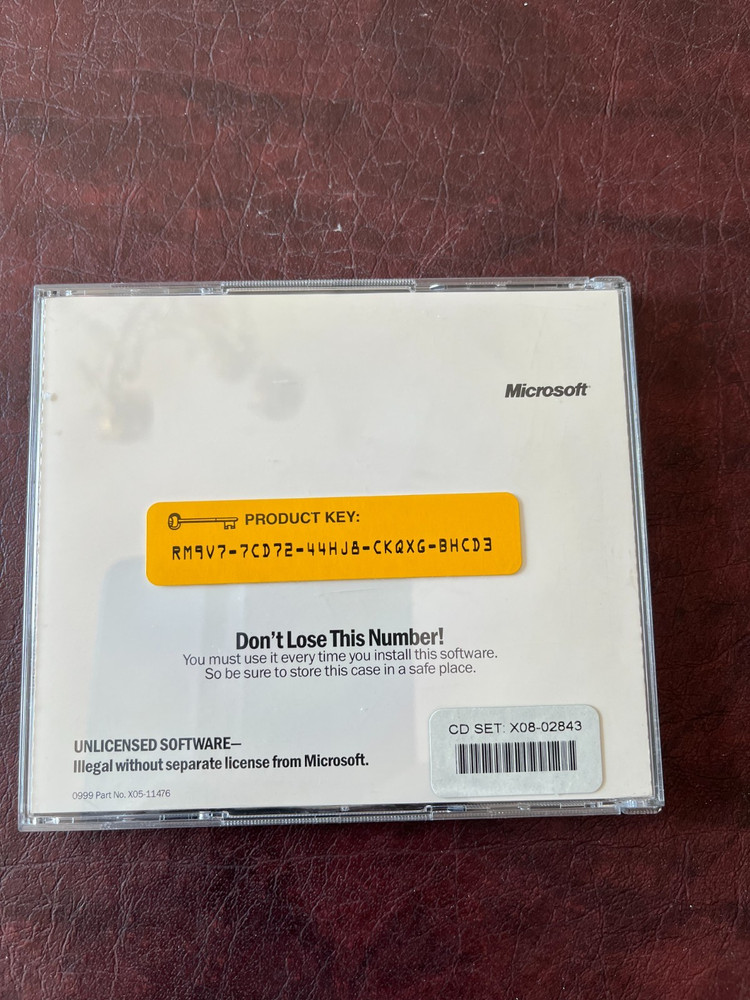 Microsoft
PRODUCT KEY:
RM9V7-7CD72-44HJ8-CKQXG-BHCD3
Don't Lose This Number!
You must use it every time you install this software.
So be sure to store this case in a safe place.
CD SET: X08-02843
UNLICENSED SOFTWARE—
Illegal without separate license from Microsoft.
0999 Part No. X05-11476